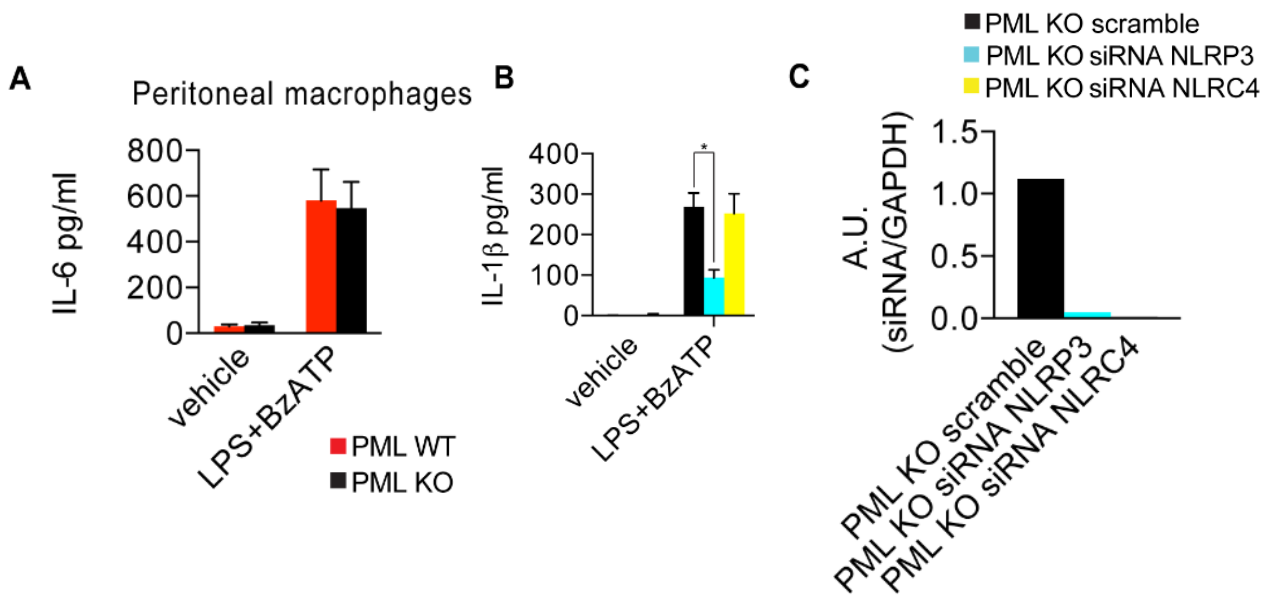 A
Peritoneal macrophages
IL-6 pg/ml
800
600
400
200
0
vehicle
LPS+BzATP
PML WT
PML KO
B
IL-1β pg/ml
400
300
200
100
0
*
vehicle
LPS+BzATP
PML KO scramble
PML KO siRNA NLRP3
PML KO siRNA NLRC4
C
A.U.
(siRNA/GAPDH)
1.5
1.0
0.5
0.0
PML KO scramble
PML KO siRNA NLRP3
PML KO siRNA NLRC4